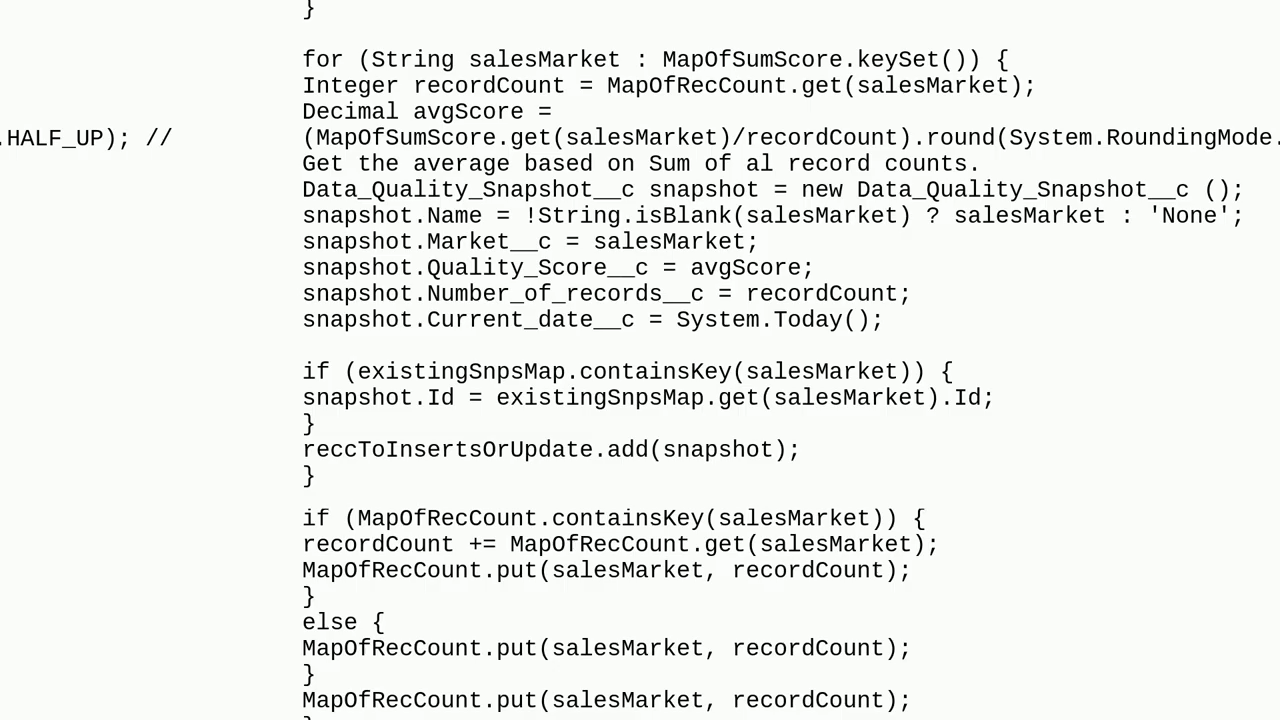 }
for (String salesMarket : MapOfSumScore.keySet()) {
Integer recordCount = MapOfRecCount.get(salesMarket);
Decimal avgScore =
.HALF_UP); // (MapOfSumScore.get(salesMarket)/recordCount).round(System.RoundingMode.
Get the average based on Sum of al record counts.
Data_Quality_Snapshot__c snapshot = new Data_Quality_Snapshot__c ();
snapshot.Name = !String.isBlank(salesMarket) ? salesMarket : 'None';
snapshot.Market__c = salesMarket;
snapshot.Quality_Score__c = avgScore;
snapshot.Number_of_records__c = recordCount;
snapshot.Current_date__c = System.Today();
if (existingSnpsMap.containsKey(salesMarket)) {
snapshot.Id = existingSnpsMap.get(salesMarket).Id;
}
reccToInsertsOrUpdate.add(snapshot);
}
if (MapOfRecCount.containsKey(salesMarket)) {
recordCount += MapOfRecCount.get(salesMarket);
MapOfRecCount.put(salesMarket, recordCount);
}
else {
MapOfRecCount.put(salesMarket, recordCount);
}
MapOfRecCount.put(salesMarket, recordCount);
}